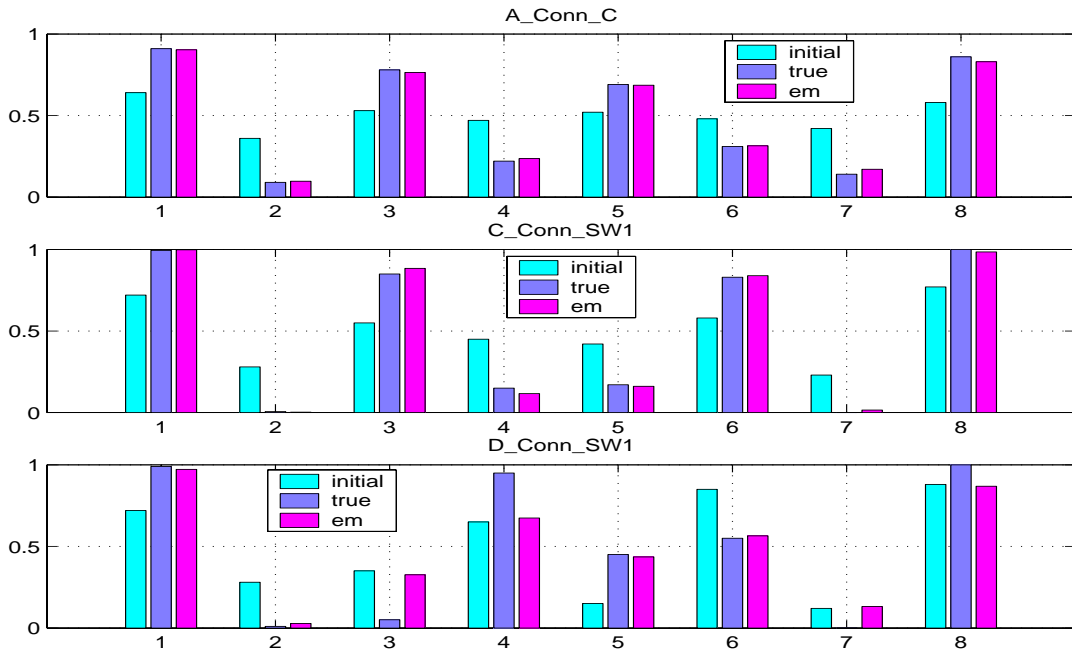 A_Conn_C
1
0.5
0
initial
true
em
1 2 3 4 5 6 7 8
C_Conn_SW1
1
0.5
0
initial
true
em
1 2 3 4 5 6 7 8
D_Conn_SW1
1
0.5
0
initial
true
em
1 2 3 4 5 6 7 8